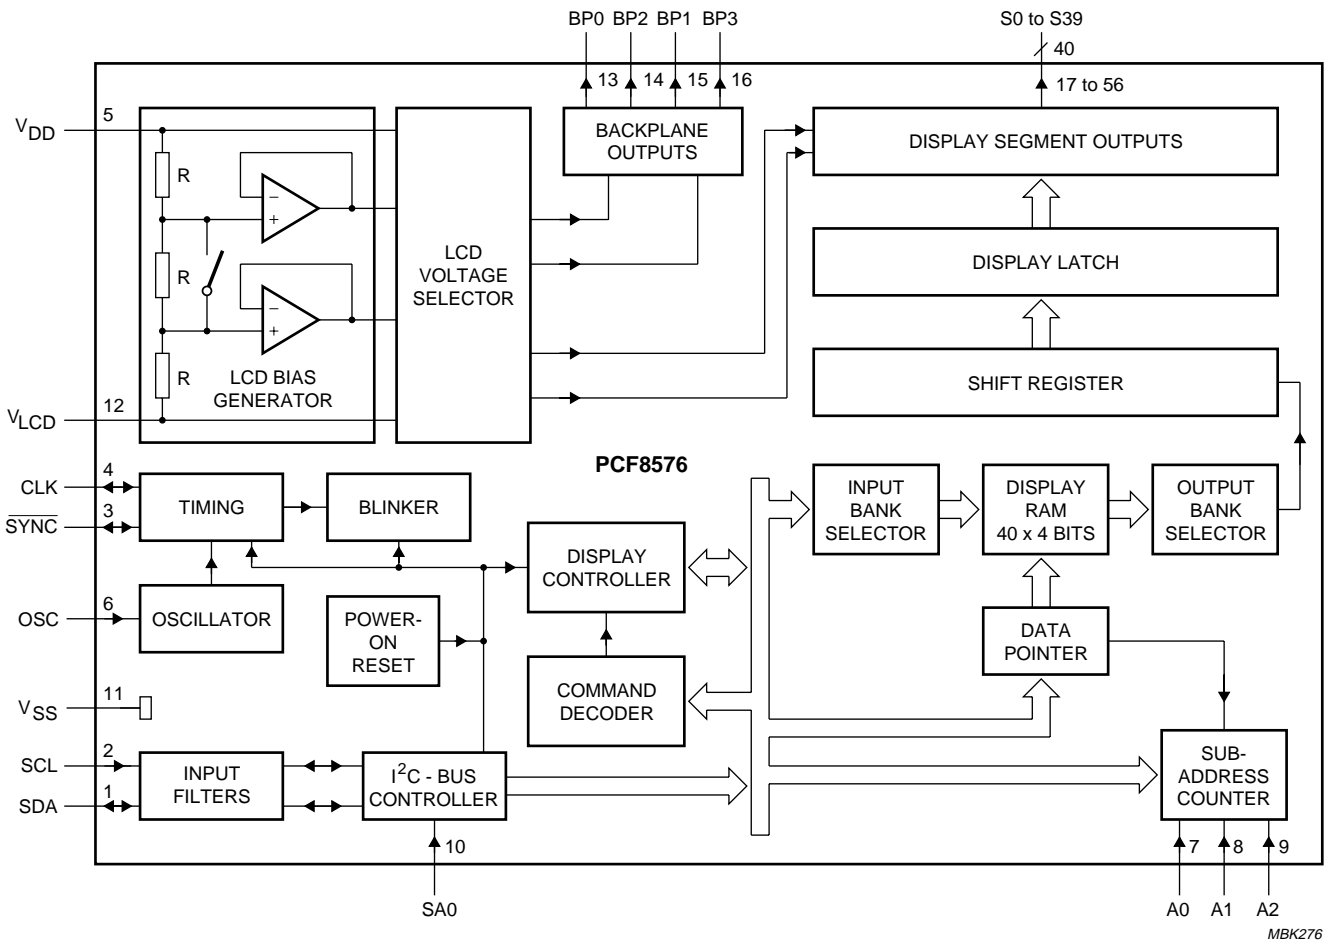 BP0 BP2 BP1 BP3 S0 to S39
40
13 14 15 16 17 to 56
5
VDD
BACKPLANE
OUTPUTS
DISPLAY SEGMENT OUTPUTS
R
−
+
R
−
+
LCD
VOLTAGE
SELECTOR
DISPLAY LATCH
R
LCD BIAS
GENERATOR
SHIFT REGISTER
12
VLCD
PCF8576
4
CLK
3
SYNC
TIMING
BLINKER
INPUT
BANK
SELECTOR
DISPLAY
RAM
40 x 4 BITS
OUTPUT
BANK
SELECTOR
DISPLAY
CONTROLLER
6
OSC
OSCILLATOR
POWER-
ON
RESET
DATA
POINTER
COMMAND
DECODER
11
VSS
2
SCL
1
SDA
INPUT
FILTERS
I2C - BUS
CONTROLLER
SUB-
ADDRESS
COUNTER
10 7 8 9
SA0 A0 A1 A2
MBK276